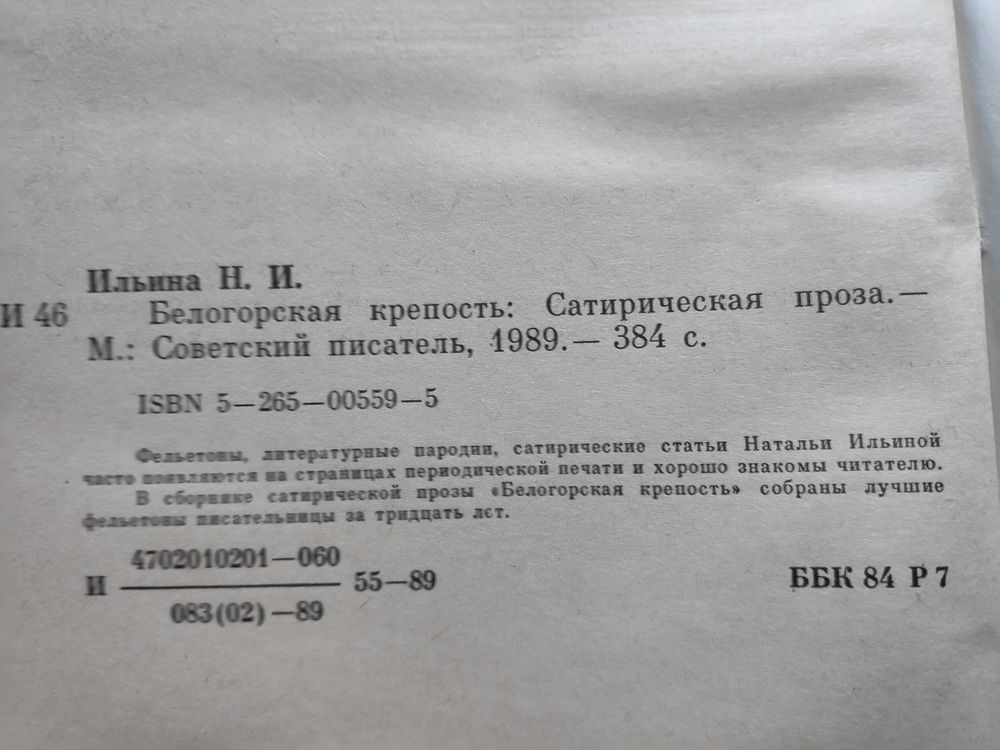 Ильина Н. И.
И 46 Белогорская крепость: Сатирическая проза.—
М.: Советский писатель, 1989.— 384 с.
ISBN 5—265—00559—5
Фельетоны, литературные пародии, сатирические статьи Натальи Ильиной
часто появляются на страницах периодической печати и хорошо знакомы читателю.
В сборнике сатирической прозы «Белогорская крепость» собраны лучшие
фельетоны писательницы за тридцать лет.
4702010201—060
И 55—89
083(02)—89
ББК 84 Р 7